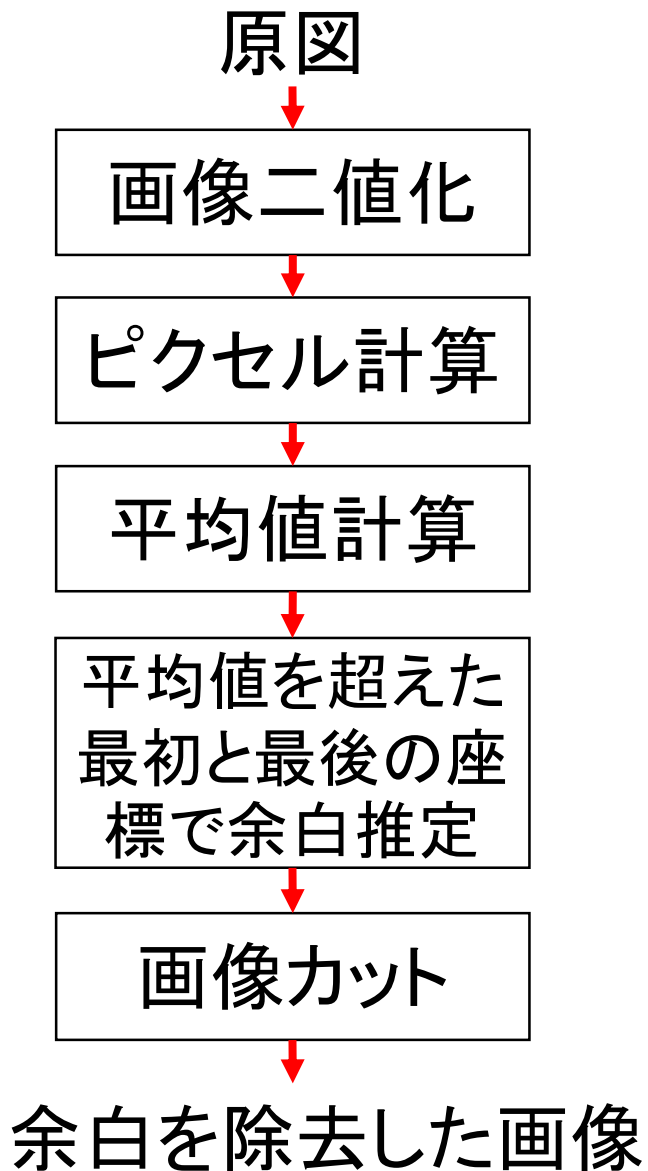 原図
画像二値化
ピクセル計算
平均値計算
平均値を超えた
最初と最後の座
標で余白推定
画像カット
余白を除去した画像